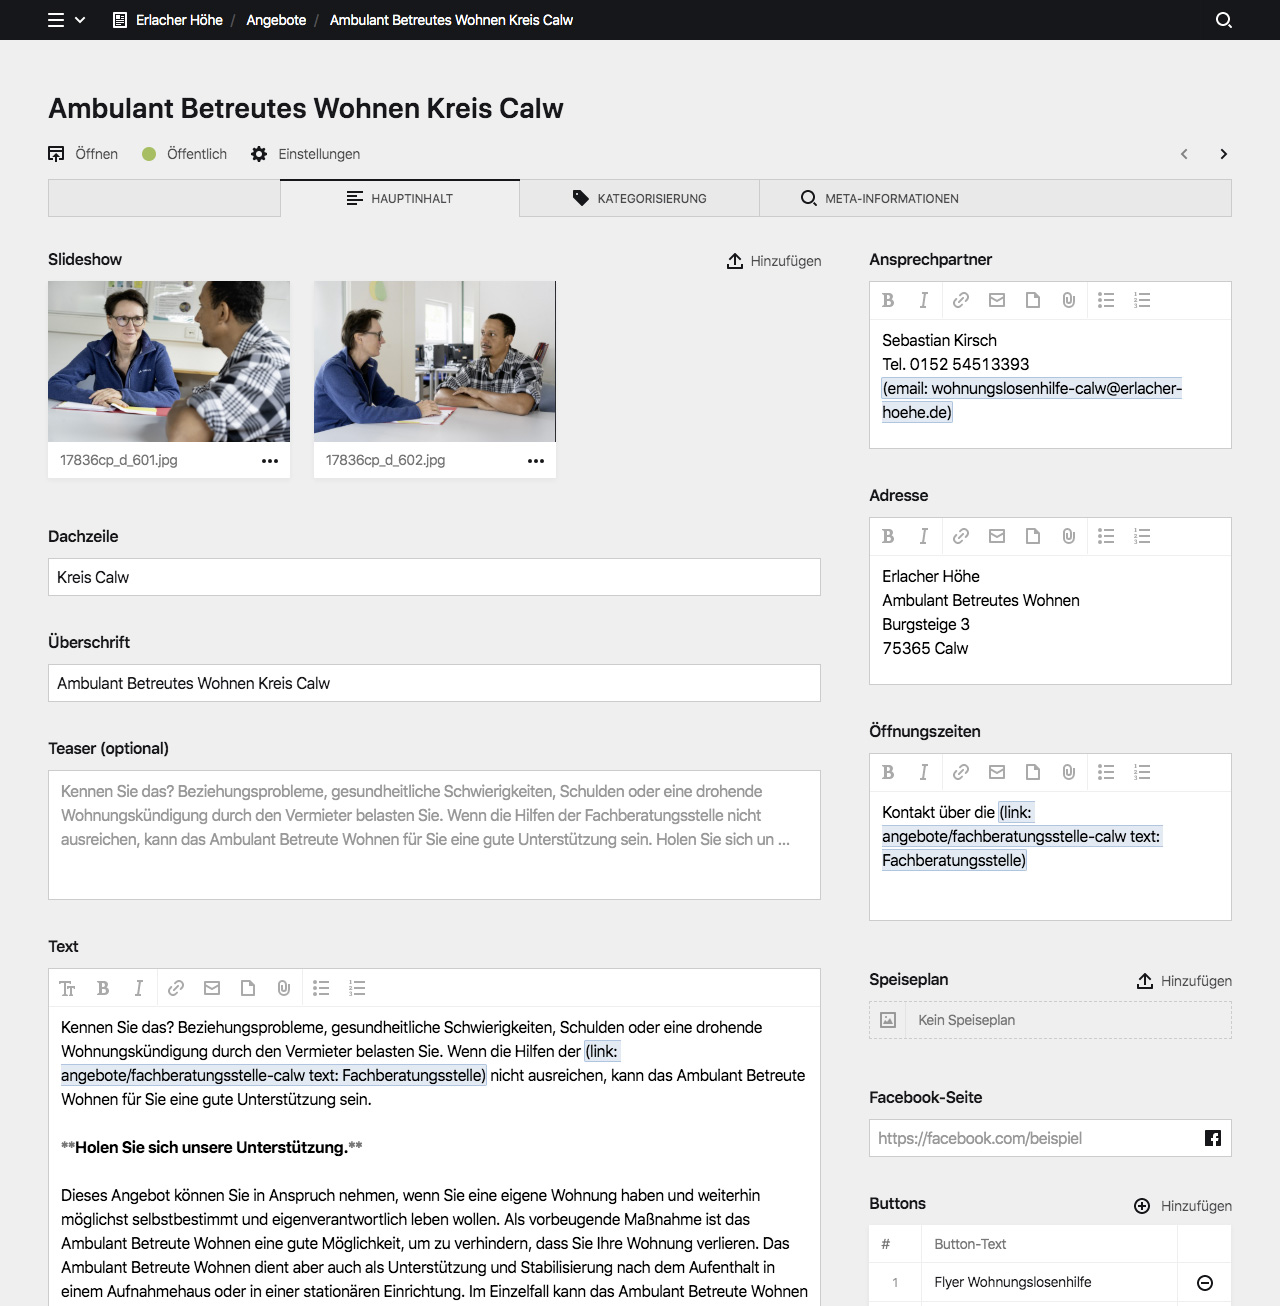 Erlacher Höhe / Angebote / Ambulant Betreutes Wohnen Kreis Calw
Ambulant Betreutes Wohnen Kreis Calw
Öffnen Öffentlich Einstellungen
HAUPTINHALT KATEGORISIERUNG META-INFORMATIONEN
Slideshow Hinzufügen
17836cp_d_601.jpg 17836cp_d_602.jpg
Dachzeile
Kreis Calw
Überschrift
Ambulant Betreutes Wohnen Kreis Calw
Teaser (optional)
Kennen Sie das? Beziehungsprobleme, gesundheitliche Schwierigkeiten, Schulden oder eine drohende
Wohnungskündigung durch den Vermieter belasten Sie. Wenn die Hilfen der Fachberatungsstelle nicht
ausreichen, kann das Ambulant Betreute Wohnen für Sie eine gute Unterstützung sein. Holen Sie sich un ...
Text
Kennen Sie das? Beziehungsprobleme, gesundheitliche Schwierigkeiten, Schulden oder eine drohende
Wohnungskündigung durch den Vermieter belasten Sie. Wenn die Hilfen der (link:
angebote/fachberatungsstelle-calw text: Fachberatungsstelle) nicht ausreichen, kann das Ambulant Betreute
Wohnen für Sie eine gute Unterstützung sein.
**Holen Sie sich unsere Unterstützung.**
Dieses Angebot können Sie in Anspruch nehmen, wenn Sie eine eigene Wohnung haben und weiterhin
möglichst selbstbestimmt und eigenverantwortlich leben wollen. Als vorbeugende Maßnahme ist das
Ambulant Betreute Wohnen eine gute Möglichkeit, um zu verhindern, dass Sie Ihre Wohnung verlieren. Das
Ambulant Betreute Wohnen dient aber auch als Unterstützung und Stabilisierung nach dem Aufenthalt in
einem Aufnahmehaus oder in einer stationären Einrichtung. Im Einzelfall kann das Ambulant Betreute Wohnen
Ansprechpartner
Sebastian Kirsch
Tel. 0152 54513393
(email: wohnungslosenhilfe-calw@erlacher-
hoehe.de)
Adresse
Erlacher Höhe
Ambulant Betreutes Wohnen
Burgsteige 3
75365 Calw
Öffnungszeiten
Kontakt über die (link:
angebote/fachberatungsstelle-calw text:
Fachberatungsstelle)
Speiseplan Hinzufügen
Kein Speiseplan
Facebook-Seite
https://facebook.com/beispiel
Buttons Hinzufügen
# Button-Text
1 Flyer Wohnungslosenhilfe